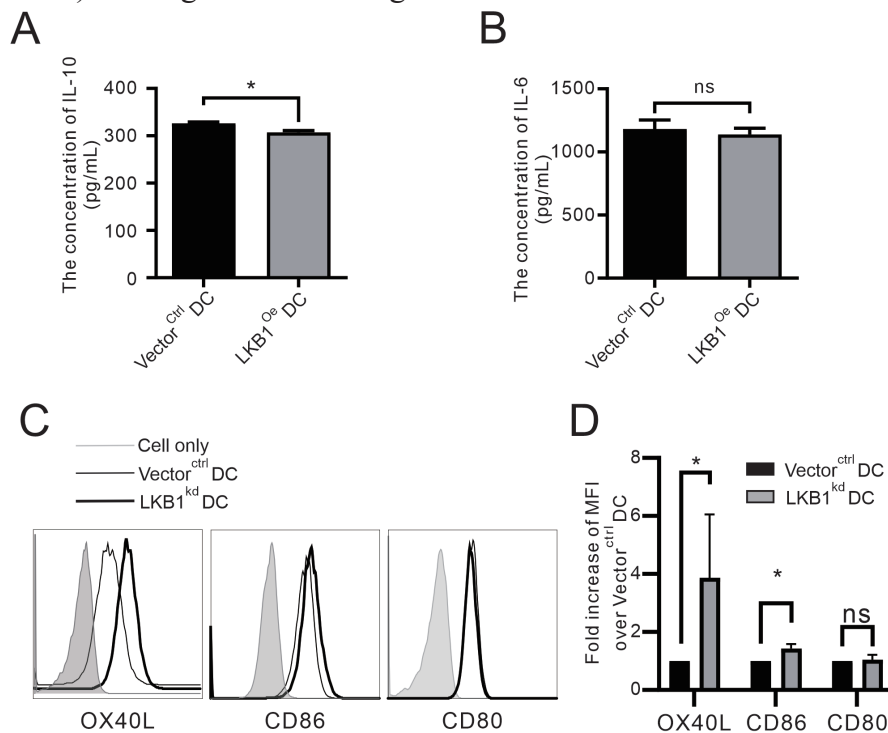 A
The concentration of IL-10
(pg/mL)
400
300
200
100
0
*
Vector^Ctrl DC
LKB1^Oe DC
B
The concentration of IL-6
(pg/mL)
1500
1000
500
0
ns
Vector^Ctrl DC
LKB1^Oe DC
C
Cell only
Vector^ctrl DC
LKB1^kd DC
OX40L
CD86
CD80
D
Fold increase of MFI
over Vector^ctrl DC
8
6
4
2
0
*
*
ns
Vector^ctrl DC
LKB1^kd DC
OX40L
CD86
CD80